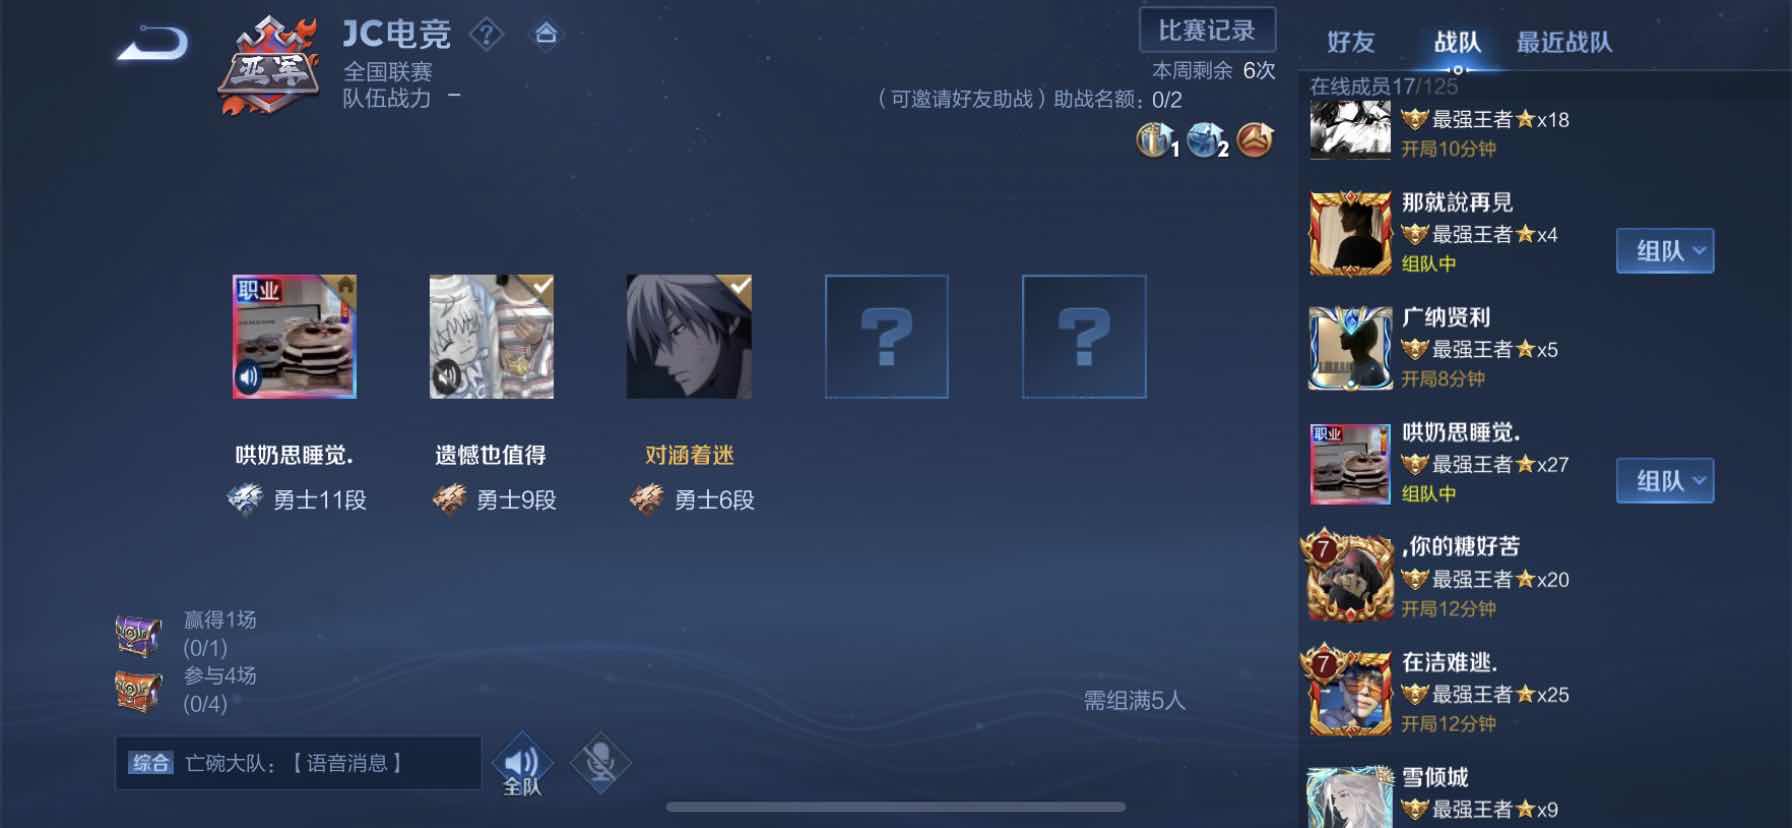 JC电竞
亚军
全国联赛
队伍战力 -
比赛记录
本周剩余 6次
(可邀请好友助战) 助战名额: 0/2
1
2
职业
哄奶思睡觉.
遗憾也值得
对涵着迷
勇士11段
勇士9段
勇士6段
赢得1场
(0/1)
参与4场
(0/4)
需组满5人
综合 亡碗大队:【语音消息】
全队
好友
战队
最近战队
在线成员17/125
最强王者x18
开局10分钟
那就說再見
最强王者x4
组队中
组队
广纳贤利
最强王者x5
开局8分钟
职业
哄奶思睡觉.
最强王者x27
组队中
组队
7
,你的糖好苦
最强王者x20
开局12分钟
7
在洁难逃.
最强王者x25
开局12分钟
雪倾城
最强王者x9